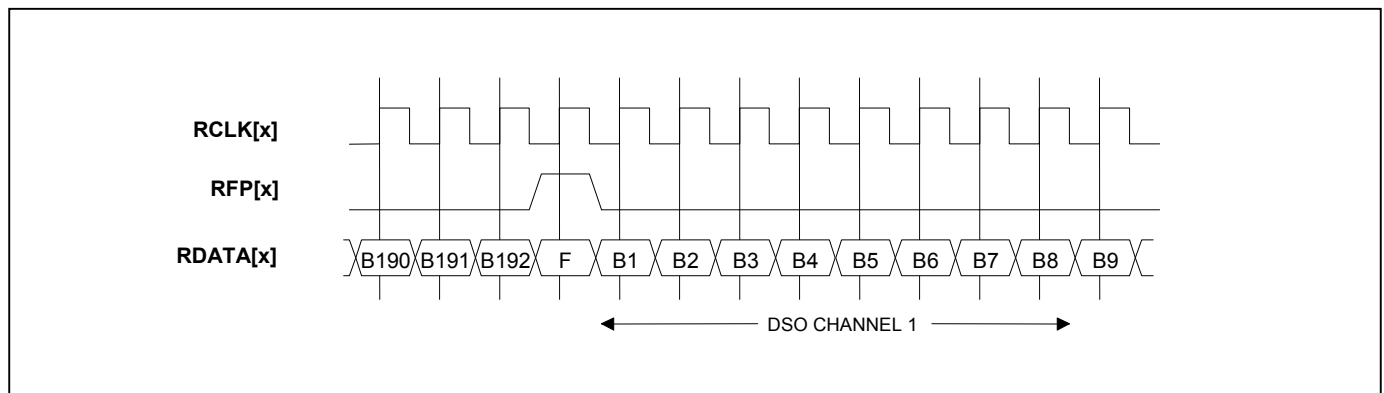 RCLK[x]
RFP[x]
RDATA[x] B190 B191 B192 F B1 B2 B3 B4 B5 B6 B7 B8 B9
DSO CHANNEL 1